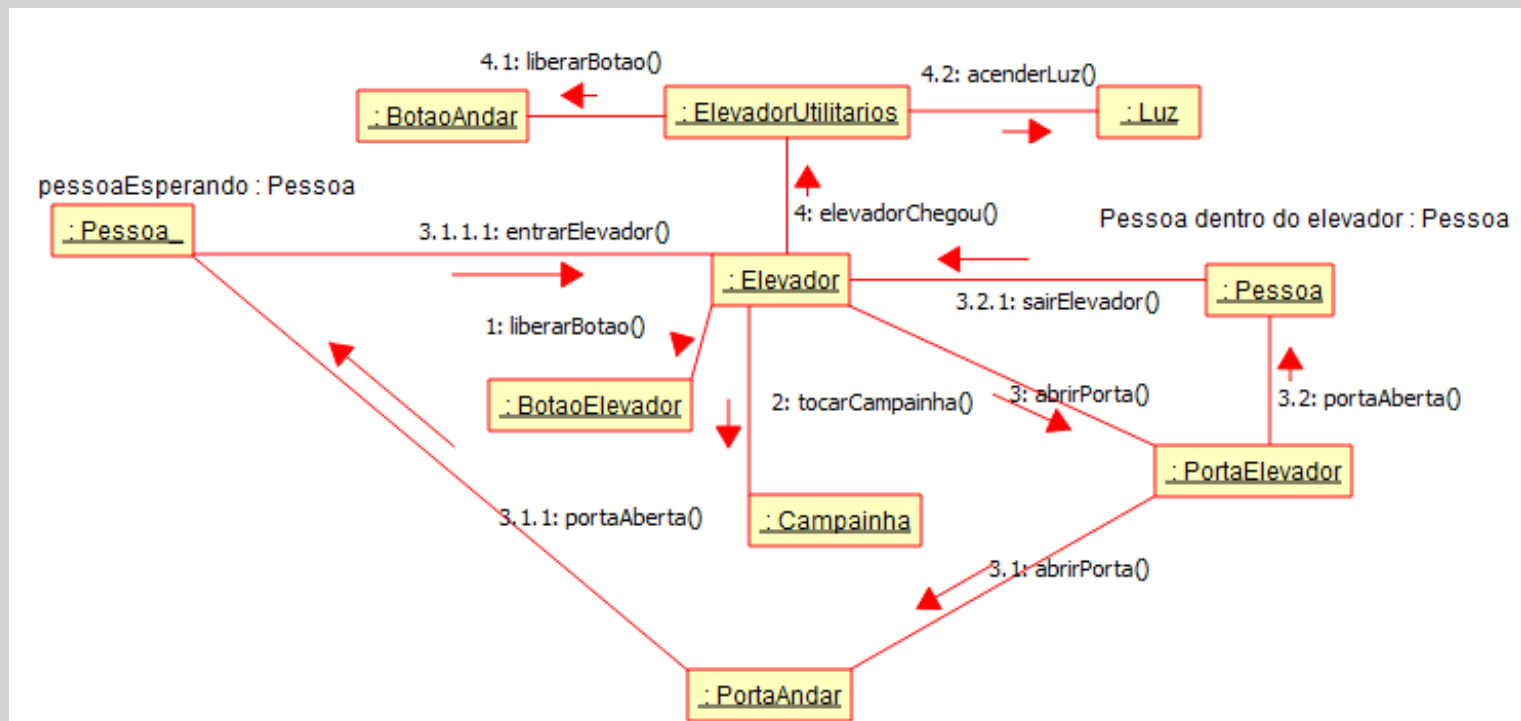 4.1: liberarBotao()
4.2: acenderLuz()
: BotaoAndar
: ElevadorUtilitarios
: Luz
pessoaEsperando : Pessoa
4: elevadorChegou()
Pessoa dentro do elevador : Pessoa
: Pessoa_
3.1.1.1: entrarElevador()
: Elevador
3.2.1: sairElevador()
: Pessoa
1: liberarBotao()
: BotaoElevador
2: tocarCampainha()
3: abrirPorta()
3.2: portaAberta()
: PortaElevador
3.1.1: portaAberta()
: Campainha
3.1: abrirPorta()
: PortaAndar